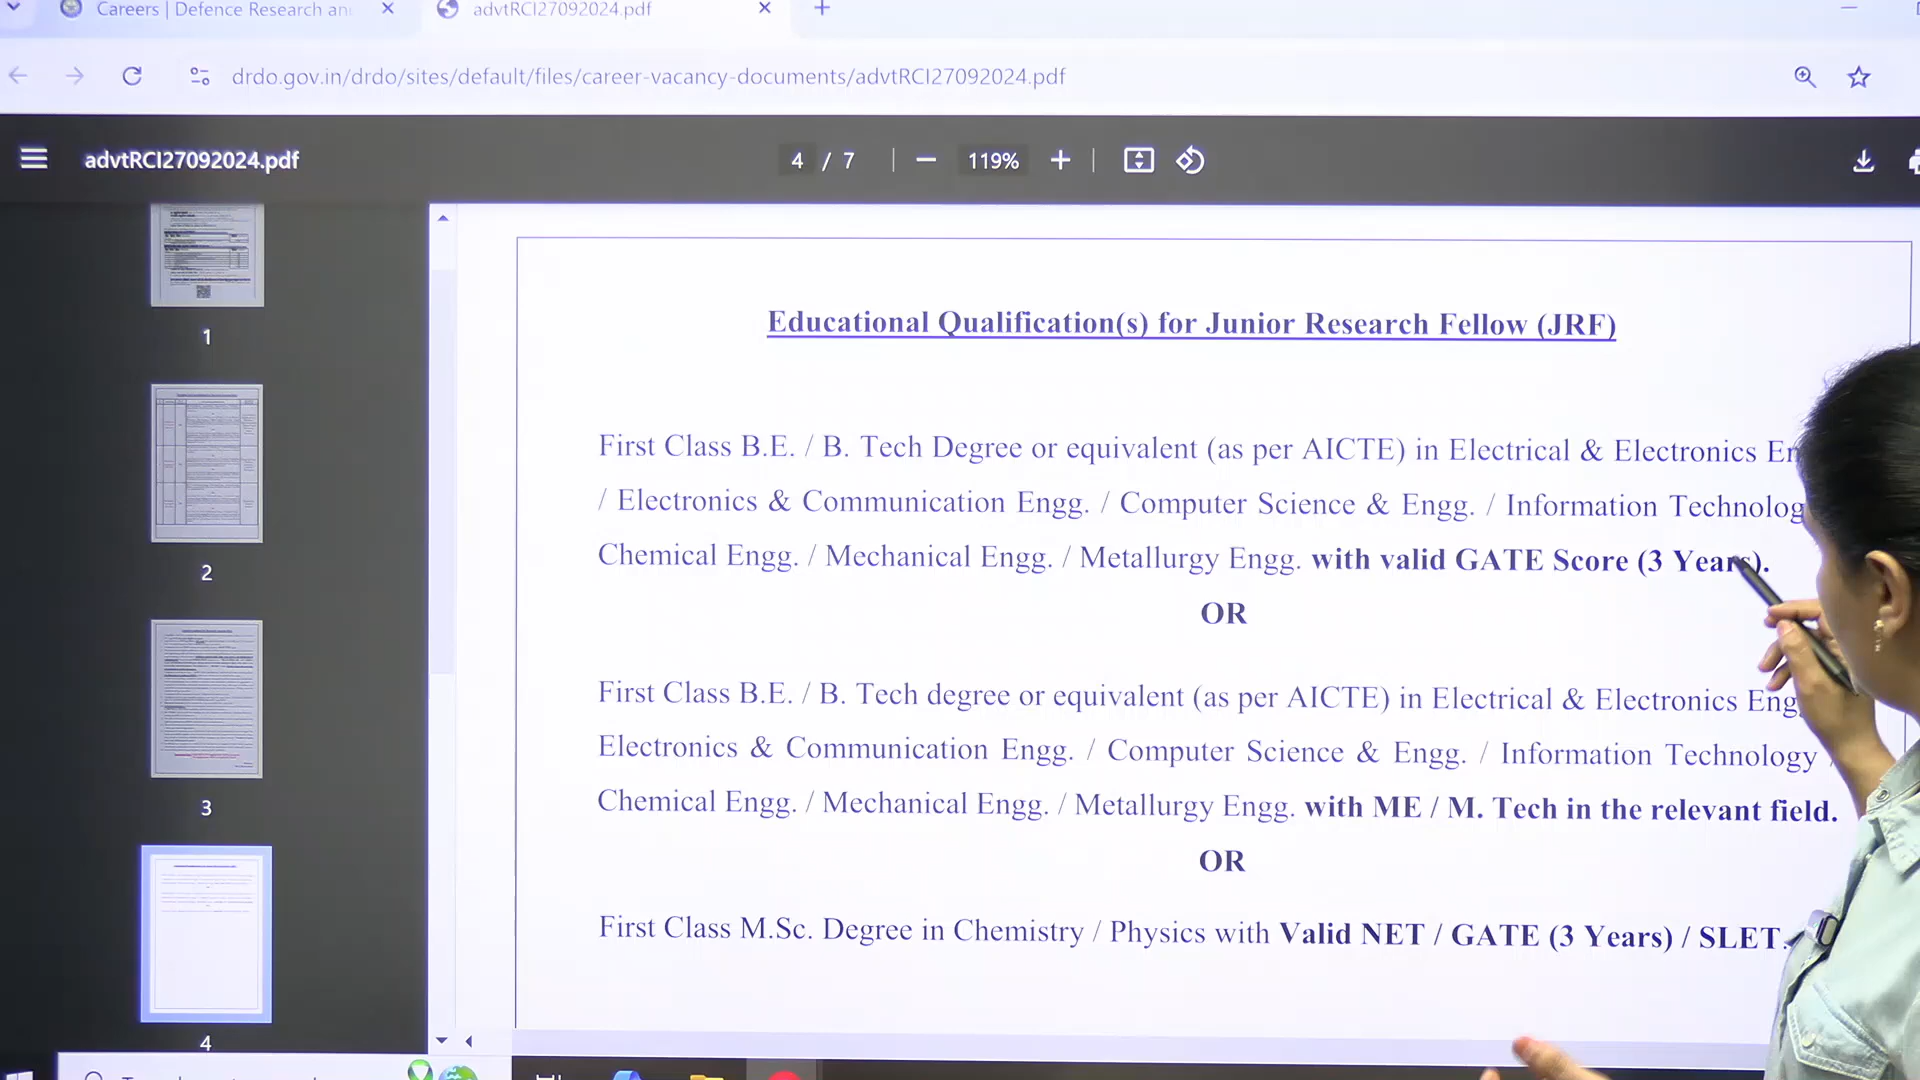 Careers | Defence Research an
advtRCI27092024.pdf
drdo.gov.in/drdo/sites/default/files/career-vacancy-documents/advtRCI27092024.pdf
advtRCI27092024.pdf
4 / 7
119%
1
2
3
4
Educational Qualification(s) for Junior Research Fellow (JRF)
First Class B.E. / B. Tech Degree or equivalent (as per AICTE) in Electrical & Electronics En
/ Electronics & Communication Engg. / Computer Science & Engg. / Information Technolog
Chemical Engg. / Mechanical Engg. / Metallurgy Engg. with valid GATE Score (3 Years).
OR
First Class B.E. / B. Tech degree or equivalent (as per AICTE) in Electrical & Electronics Engg
Electronics & Communication Engg. / Computer Science & Engg. / Information Technology /
Chemical Engg. / Mechanical Engg. / Metallurgy Engg. with ME / M. Tech in the relevant field.
OR
First Class M.Sc. Degree in Chemistry / Physics with Valid NET / GATE (3 Years) / SLET.